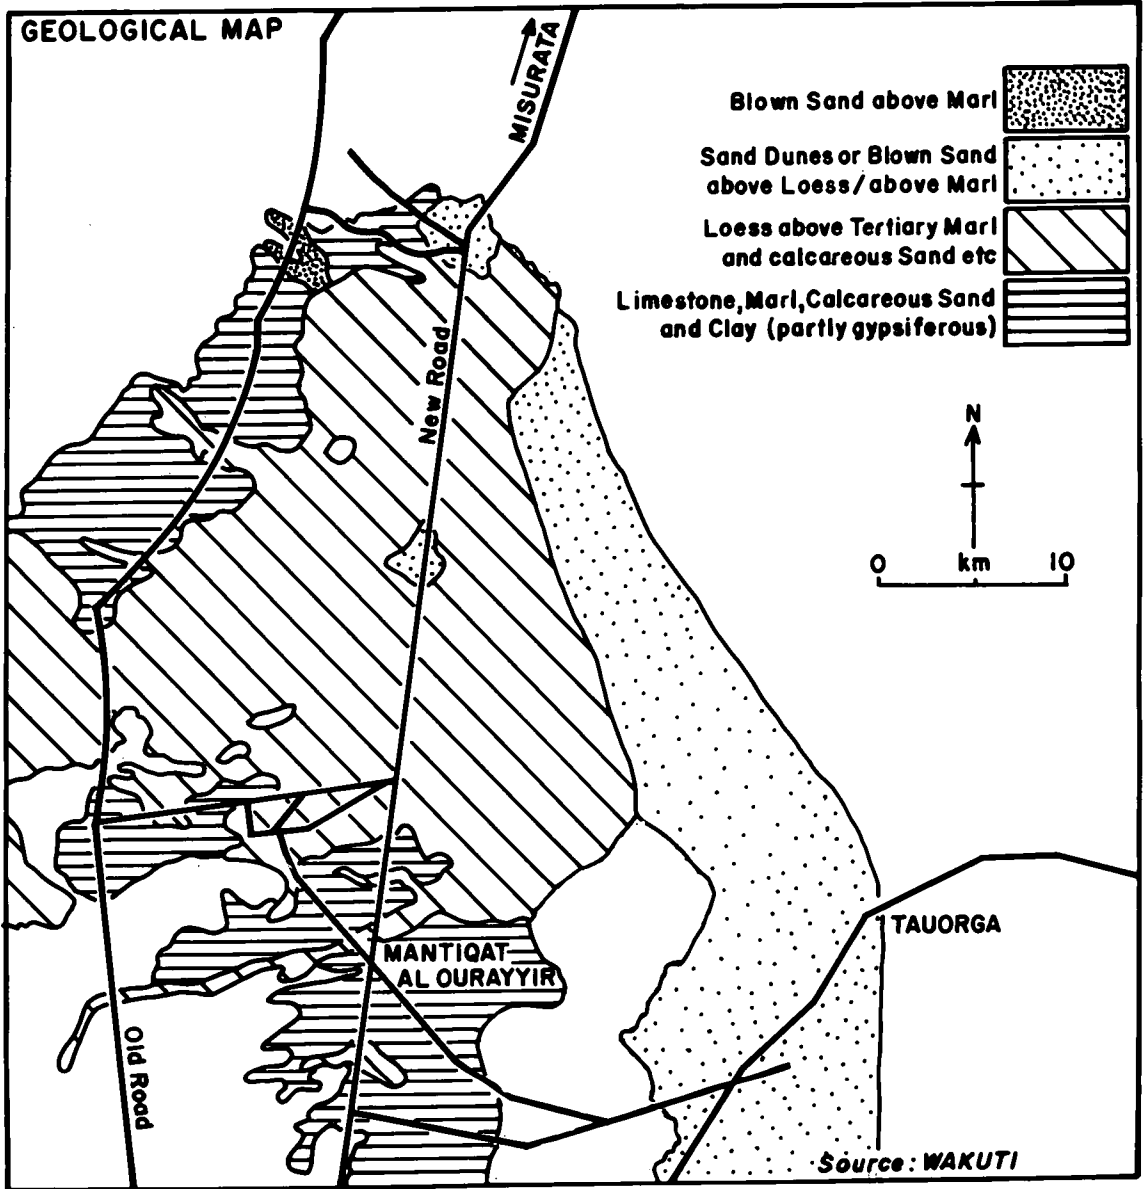 GEOLOGICAL MAP
MISURATA
Blown Sand above Marl
Sand Dunes or Blown Sand
above Loess/above Marl
Loess above Tertiary Marl
and calcareous Sand etc
Limestone, Marl, Calcareous Sand
and Clay (partly gypsiferous)
New Road
N
0 km 10
TAUORGA
MANTIQAT
AL OURAYYIR
Old Road
Source: WAKUTI